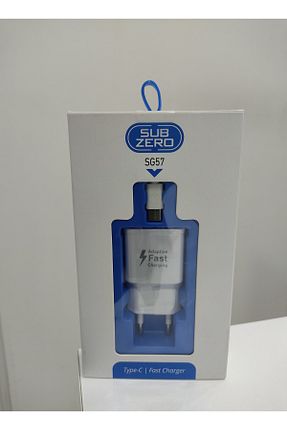 SUB
ZERO
SG57
Adaptive
Fast
Charging
Type-C | Fast Charger